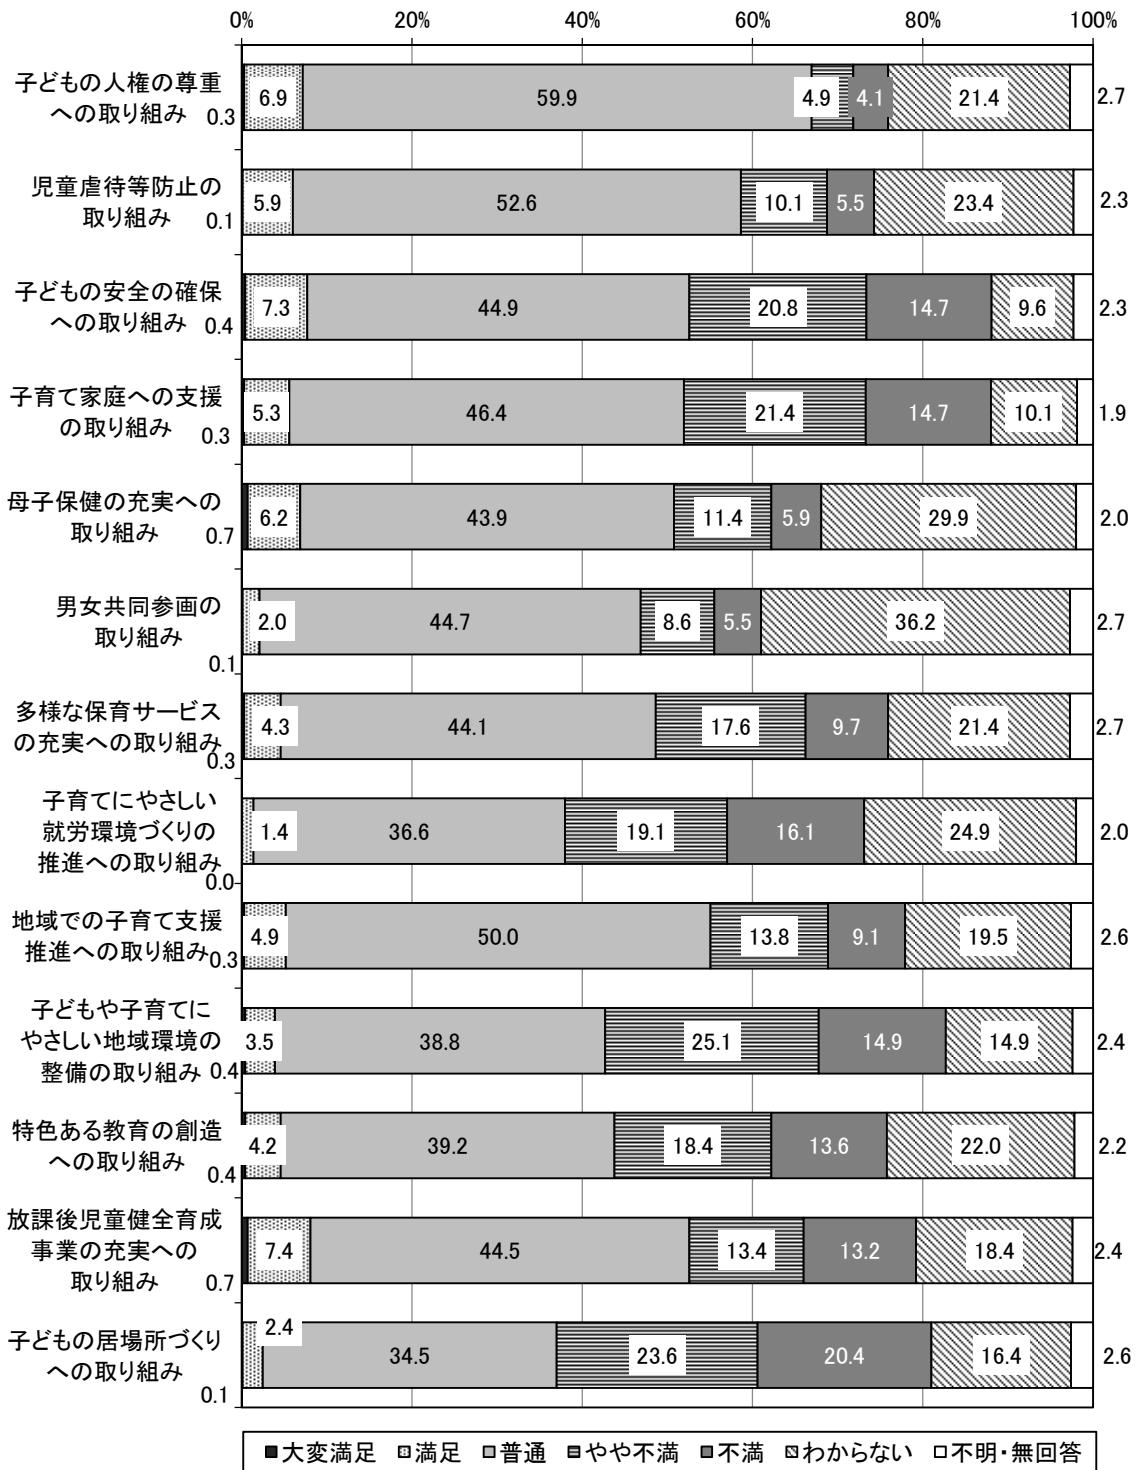 0% 20% 40% 60% 80% 100%
子どもの人権の尊重
への取り組み 0.3 6.9 59.9 4.9 4.1 21.4 2.7
児童虐待等防止の
取り組み 0.1 5.9 52.6 10.1 5.5 23.4 2.3
子どもの安全の確保
への取り組み 0.4 7.3 44.9 20.8 14.7 9.6 2.3
子育て家庭への支援
の取り組み 0.3 5.3 46.4 21.4 14.7 10.1 1.9
母子保健の充実への
取り組み 0.7 6.2 43.9 11.4 5.9 29.9 2.0
男女共同参画の
取り組み 0.1 2.0 44.7 8.6 5.5 36.2 2.7
多様な保育サービス
の充実への取り組み 0.3 4.3 44.1 17.6 9.7 21.4 2.7
子育てにやさしい
就労環境づくりの
推進への取り組み 0.0 1.4 36.6 19.1 16.1 24.9 2.0
地域での子育て支援
推進への取り組み 0.3 4.9 50.0 13.8 9.1 19.5 2.6
子どもや子育てに
やさしい地域環境の
整備の取り組み 0.4 3.5 38.8 25.1 14.9 14.9 2.4
特色ある教育の創造
への取り組み 0.4 4.2 39.2 18.4 13.6 22.0 2.2
放課後児童健全育成
事業の充実への
取り組み 0.7 7.4 44.5 13.4 13.2 18.4 2.4
子どもの居場所づくり
への取り組み 0.1 2.4 34.5 23.6 20.4 16.4 2.6
大変満足 満足 普通 やや不満 不満 わからない 不明・無回答